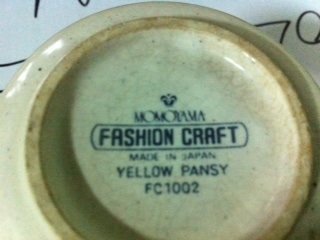 MOMOYAMA
FASHION CRAFT
MADE IN JAPAN
YELLOW PANSY
FC1002